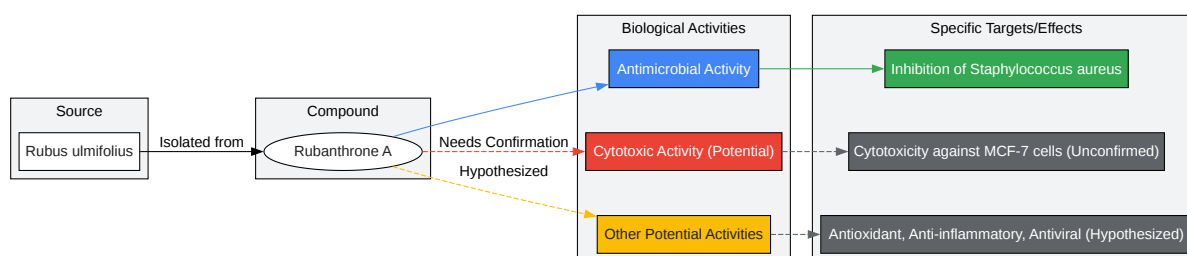 Source
Rubus ulmifolius
Isolated from
Compound
Rubanthrone A
Needs Confirmation
Hypothesized
Biological Activities
Antimicrobial Activity
Cytotoxic Activity (Potential)
Other Potential Activities
Specific Targets/Effects
Inhibition of Staphylococcus aureus
Cytotoxicity against MCF-7 cells (Unconfirmed)
Antioxidant, Anti-inflammatory, Antiviral (Hypothesized)